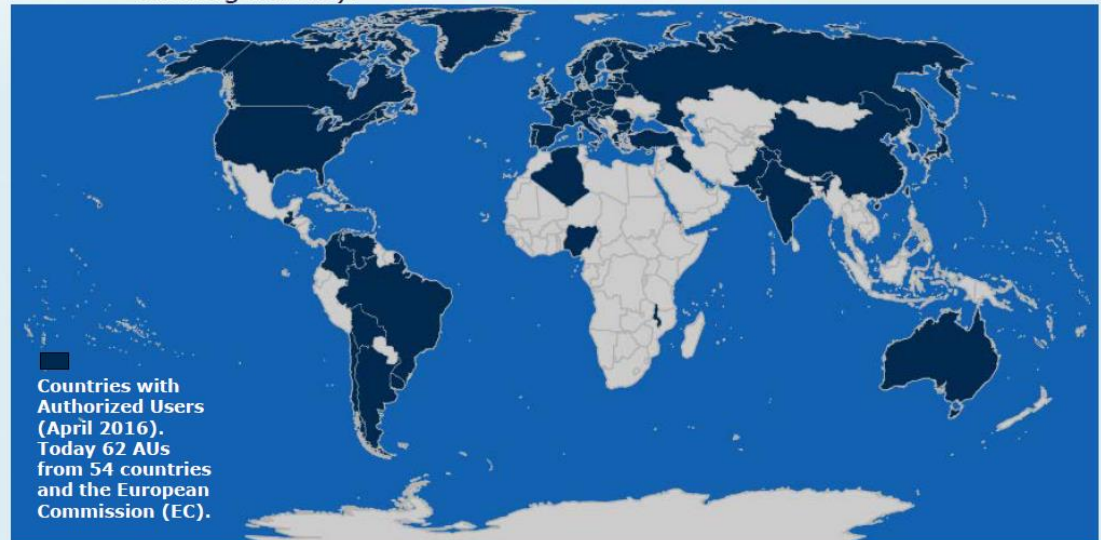 Countries with
Authorized Users
(April 2016).
Today 62 AUs
from 54 countries
and the European
Commission (EC).